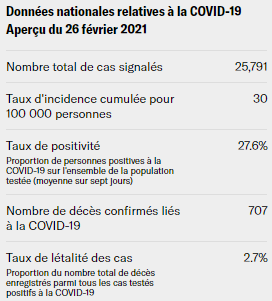 Données nationales relatives à la COVID-19
Aperçu du 26 février 2021
Nombre total de cas signalés 25,791
Taux d'incidence cumulée pour 30
100 000 personnes
Taux de positivité 27.6%
Proportion de personnes positives à la
COVID-19 sur l'ensemble de la population
testée (moyenne sur sept jours)
Nombre de décès confirmés liés 707
à la COVID-19
Taux de létalité des cas 2.7%
Proportion du nombre total de décès
enregistrés parmi tous les cas testés
positifs à la COVID-19